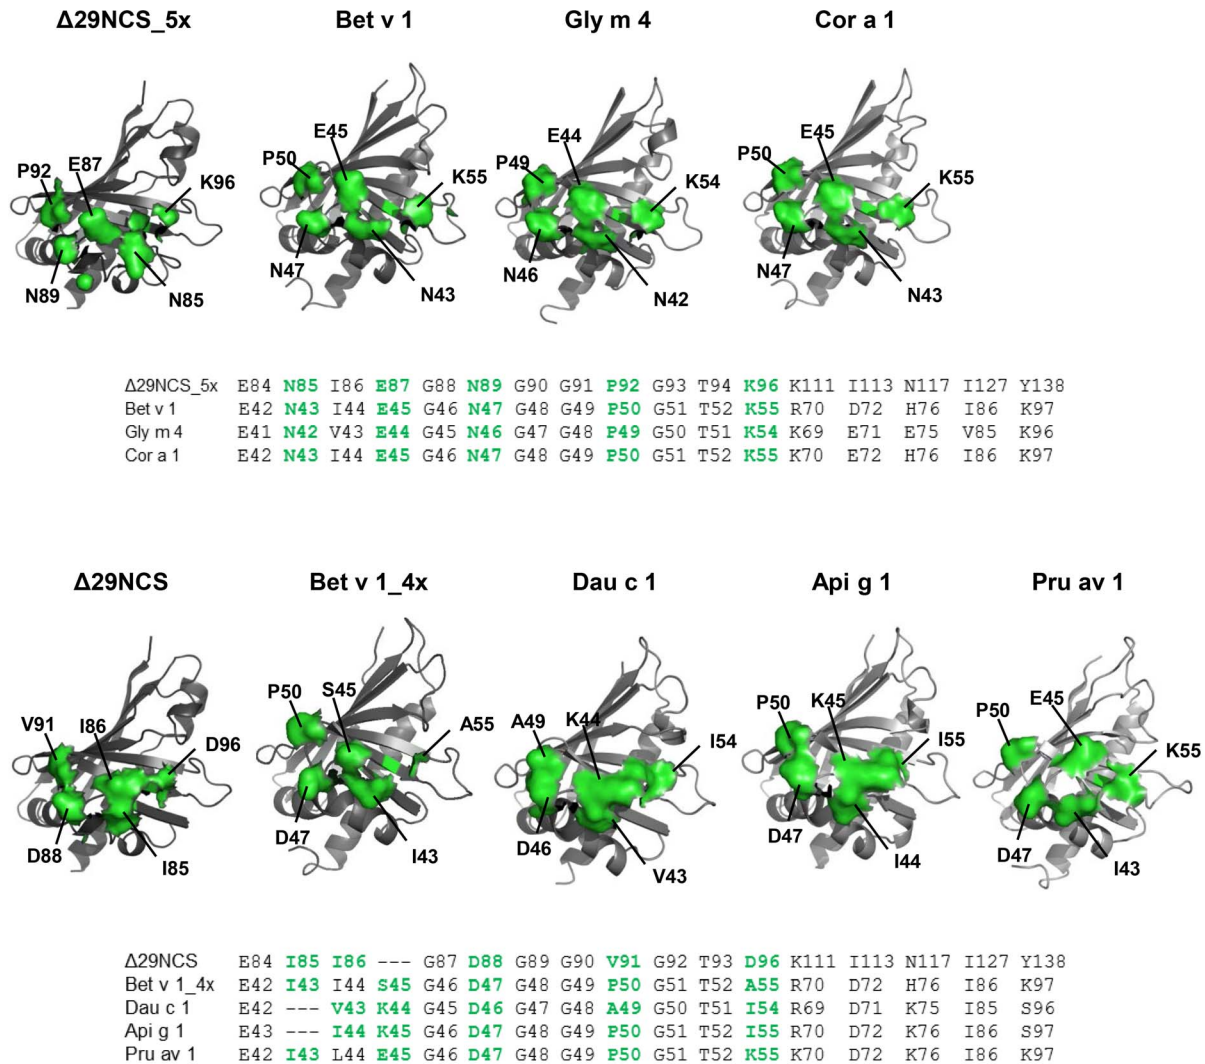 Δ29NCS_5x Bet v 1 Gly m 4 Cor a 1
P92 E87 K96 N89 N85
P50 E45 K55 N47 N43
P49 E44 K54 N46 N42
P50 E45 K55 N47 N43
Δ29NCS_5x E84 N85 I86 E87 G88 N89 G90 G91 P92 G93 T94 K96 K111 I113 N117 I127 Y138
Bet v 1 E42 N43 I44 E45 G46 N47 G48 G49 P50 G51 T52 K55 R70 D72 H76 I86 K97
Gly m 4 E41 N42 V43 E44 G45 N46 G47 G48 P49 G50 T51 K54 K69 E71 E75 V85 K96
Cor a 1 E42 N43 I44 E45 G46 N47 G48 G49 P50 G51 T52 K55 K70 E72 H76 I86 K97
Δ29NCS Bet v 1_4x Dau c 1 Api g 1 Pru av 1
V91 I86 D96 D88 I85
P50 S45 A55 D47 I43
A49 K44 I54 D46 V43
P50 K45 I55 D47 I44
P50 E45 K55 D47 I43
Δ29NCS E84 I85 I86 --- G87 D88 G89 G90 V91 G92 T93 D96 K111 I113 N117 I127 Y138
Bet v 1_4x E42 I43 I44 S45 G46 D47 G48 G49 P50 G51 T52 A55 R70 D72 H76 I86 K97
Dau c 1 E42 --- V43 K44 G45 D46 G47 G48 A49 G50 T51 I54 R69 D71 K75 I85 S96
Api g 1 E43 --- I44 K45 G46 D47 G48 G49 P50 G51 T52 I55 R70 D72 K76 I86 S97
Pru av 1 E42 I43 L44 E45 G46 D47 G48 G49 P50 G51 T52 K55 K70 D72 K76 I86 K97